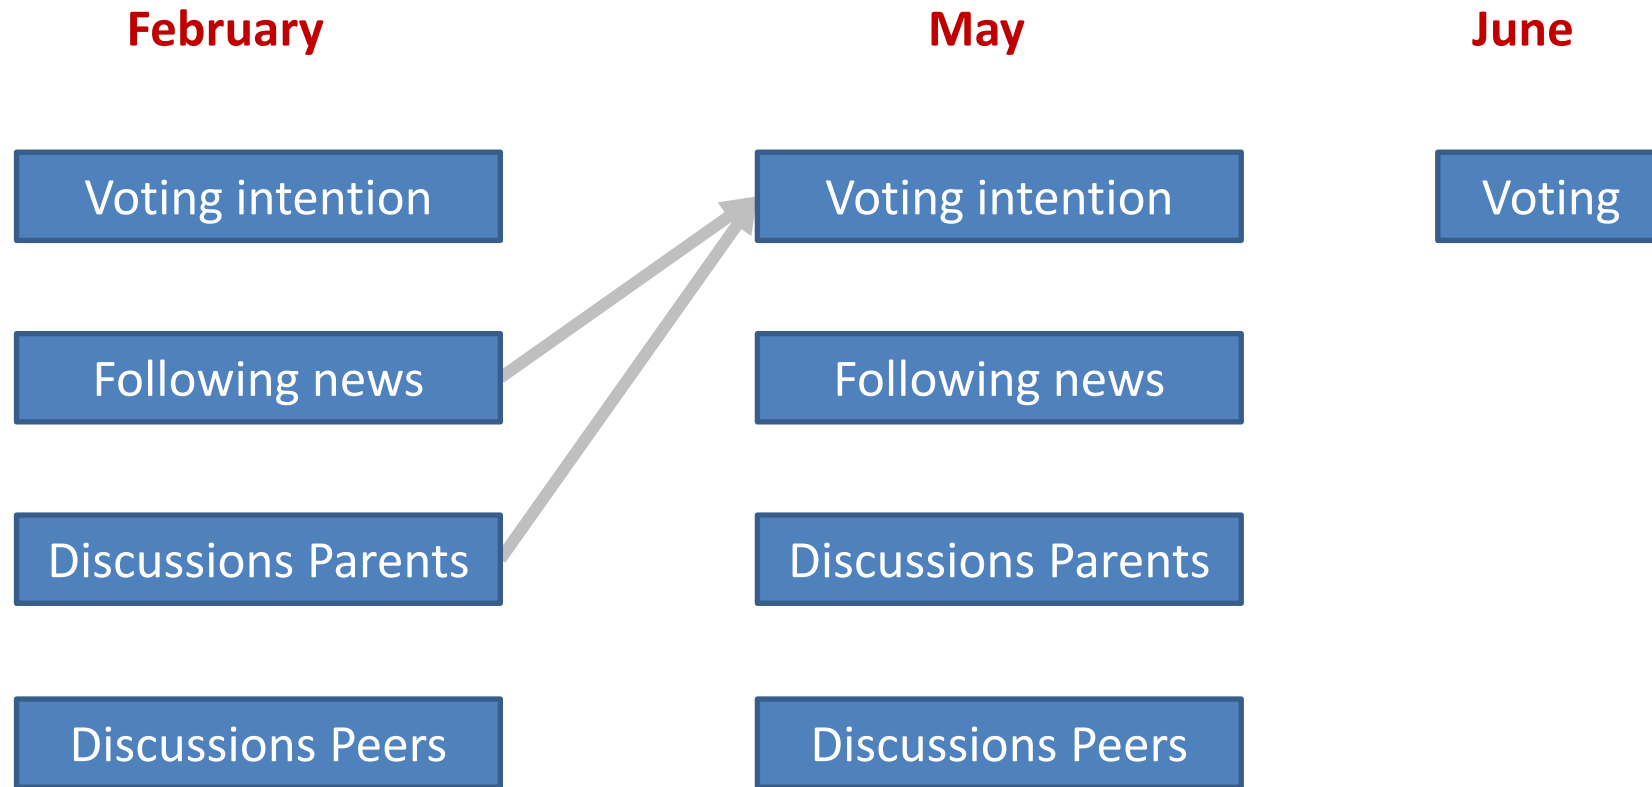 February May June
Voting intention Voting intention Voting
Following news Following news
Discussions Parents Discussions Parents
Discussions Peers Discussions Peers